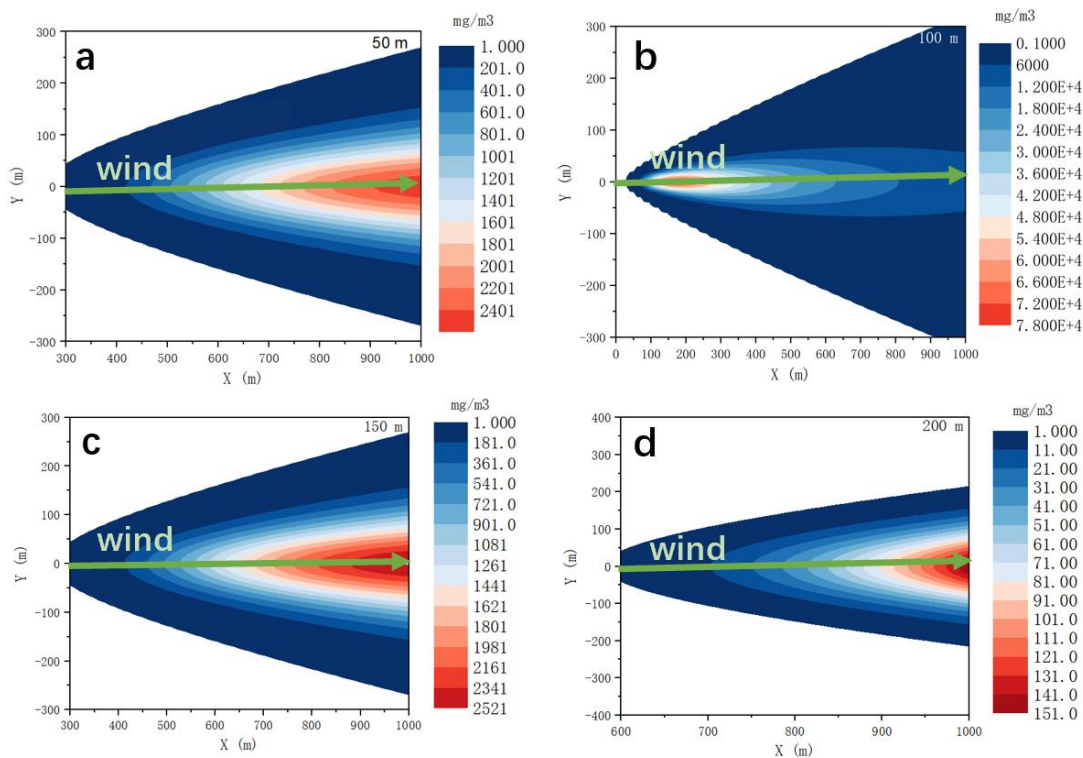 mg/m3
a
50 m
wind
300
200
100
0
-100
-200
-300
Y (m)
300 400 500 600 700 800 900 1000
X (m)
1.000
201.0
401.0
601.0
801.0
1001
1201
1401
1601
1801
2001
2201
2401
mg/m3
b
100 m
wind
300
200
100
0
-100
-200
-300
Y (m)
0 100 200 300 400 500 600 700 800 900 1000
X (m)
0.1000
6000
1.200E+4
1.800E+4
2.400E+4
3.000E+4
3.600E+4
4.200E+4
4.800E+4
5.400E+4
6.000E+4
6.600E+4
7.200E+4
7.800E+4
mg/m3
c
150 m
wind
300
200
100
0
-100
-200
-300
Y (m)
300 400 500 600 700 800 900 1000
X (m)
1.000
181.0
361.0
541.0
721.0
901.0
1081
1261
1441
1621
1801
1981
2161
2341
2521
mg/m3
d
200 m
wind
400
300
200
100
0
-100
-200
-300
-400
Y (m)
600 700 800 900 1000
X (m)
1.000
11.00
21.00
31.00
41.00
51.00
61.00
71.00
81.00
91.00
101.0
111.0
121.0
131.0
141.0
151.0